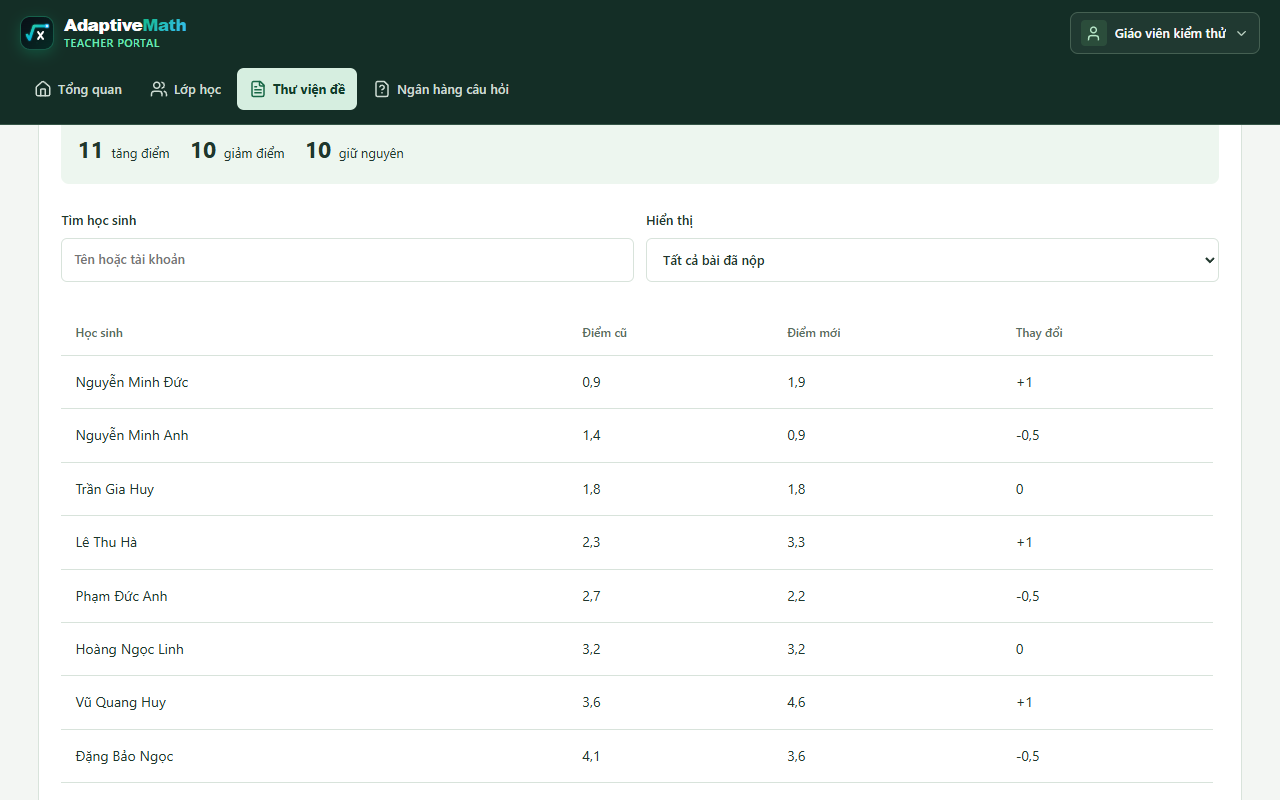 AdaptiveMath
TEACHER PORTAL
Giáo viên kiểm thử
Tổng quan
Lớp học
Thư viện đề
Ngân hàng câu hỏi
11 tăng điểm 10 giảm điểm 10 giữ nguyên
Tìm học sinh
Hiển thị
Tên hoặc tài khoản
Tất cả bài đã nộp
Học sinh Điểm cũ Điểm mới Thay đổi
Nguyễn Minh Đức 0,9 1,9 +1
Nguyễn Minh Anh 1,4 0,9 -0,5
Trần Gia Huy 1,8 1,8 0
Lê Thu Hà 2,3 3,3 +1
Phạm Đức Anh 2,7 2,2 -0,5
Hoàng Ngọc Linh 3,2 3,2 0
Vũ Quang Huy 3,6 4,6 +1
Đặng Bảo Ngọc 4,1 3,6 -0,5